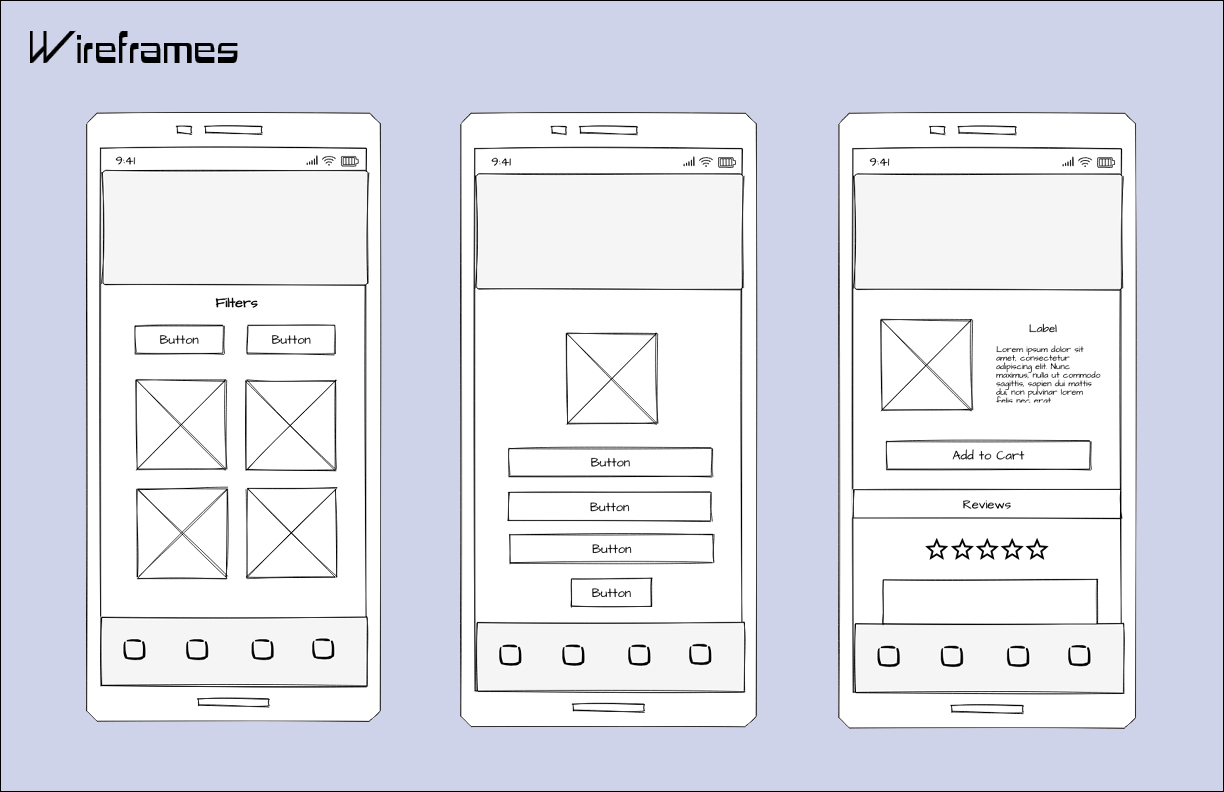 Wireframes
9:41
Filters
Button Button
9:41
Button
Button
Button
Button
9:41
Label
Lorem ipsum dolor sit
amet, consectetur
adipiscing elit. Nunc
maximus, nulla ut commodo
sagittis, sapien dui mattis
dui, non pulvinar lorem
felis nec erat
Add to Cart
Reviews